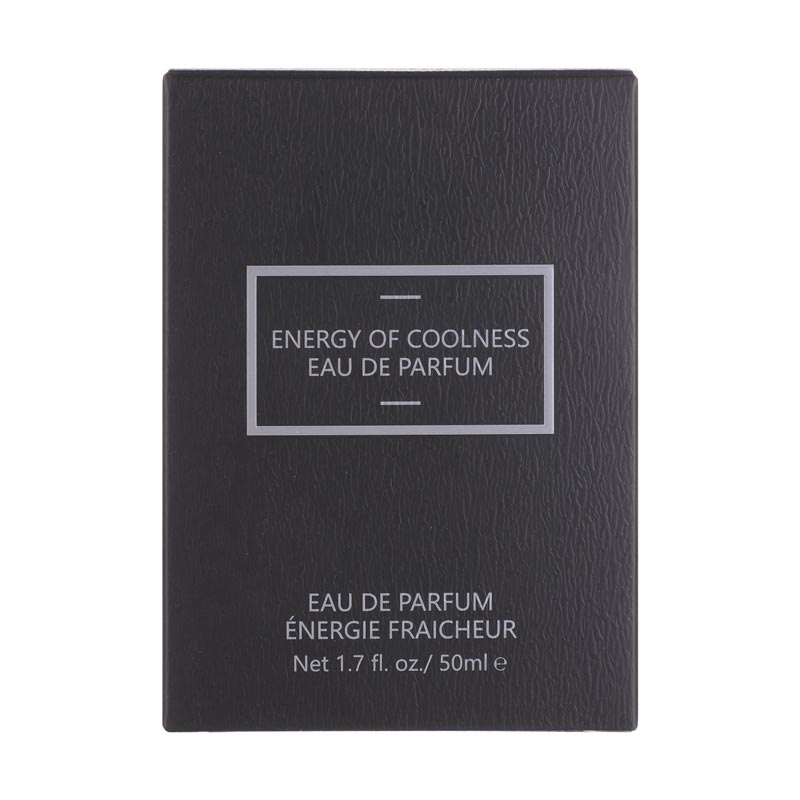 ENERGY OF COOLNESS
EAU DE PARFUM
EAU DE PARFUM
ÉNERGIE FRAICHEUR
Net 1.7 fl. oz./ 50ml ℮